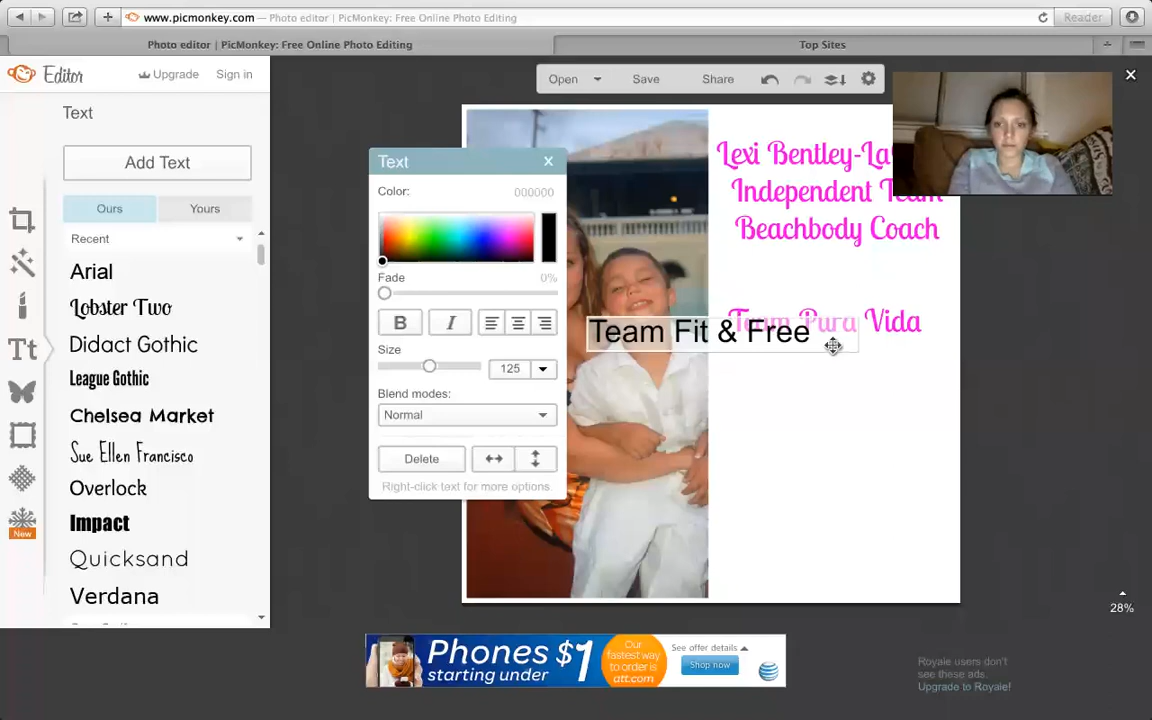 www.picmonkey.com — Photo editor | PicMonkey: Free Online Photo Editing
Reader
Photo editor | PicMonkey: Free Online Photo Editing
Top Sites
Editor
Upgrade
Sign in
Open
Save
Share
Text
Add Text
Ours
Yours
Recent
Arial
Lobster Two
Didact Gothic
League Gothic
Chelsea Market
Sue Ellen Francisco
Overlock
Impact
Quicksand
Verdana
Tt
New
Text
Color:
000000
Fade
0%
B
I
Size
125
Blend modes:
Normal
Delete
Right-click text for more options.
Lexi Bentley-La
Independent Team
Beachbody Coach
Team Pura Vida
Team Fit & Free
28%
Phones $1
starting under
Our
fastest way
to order is
att.com!
See offer details
Shop now
at&t
Royale users don't
see these ads.
Upgrade to Royale!